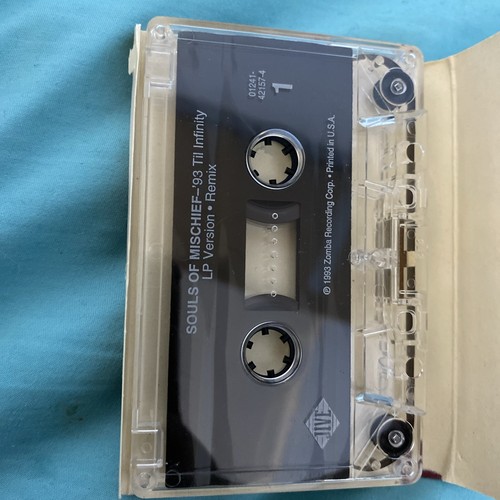 SOULS OF MISCHIEF–'93 Til Infinity
LP Version • Remix
01241-
42157-4
1
℗ 1993 Zomba Recording Corp. • Printed in U.S.A.
JIVE